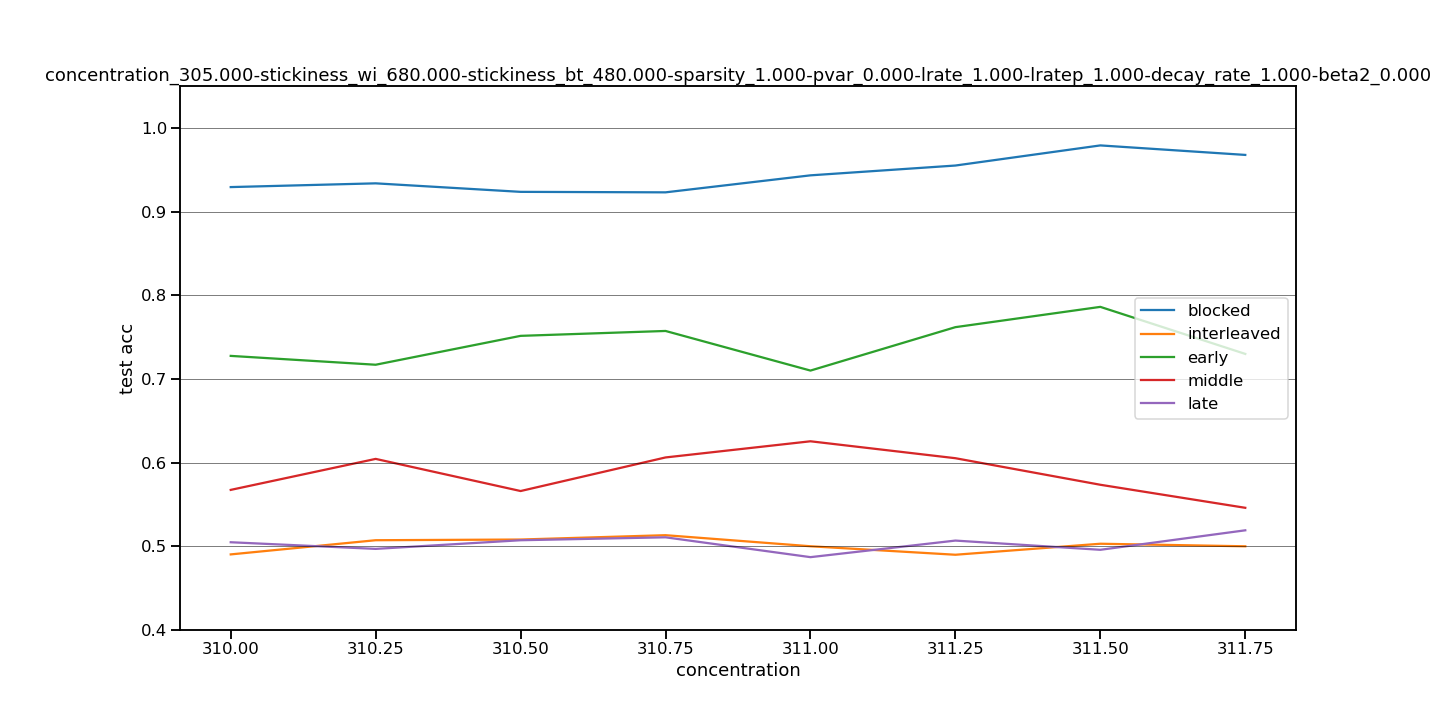 concentration_305.000-stickiness_wi_680.000-stickiness_bt_480.000-sparsity_1.000-pvar_0.000-lrate_1.000-lratep_1.000-decay_rate_1.000-beta2_0.000
1.0
0.9
0.8
0.7
0.6
0.5
0.4
test acc
blocked
interleaved
early
middle
late
310.00 310.25 310.50 310.75 311.00 311.25 311.50 311.75
concentration